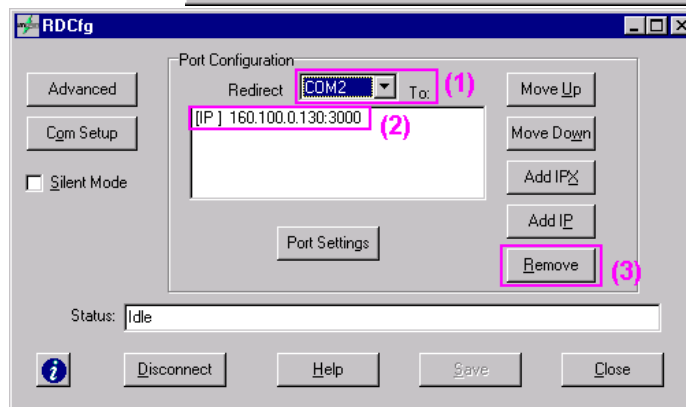 RDCfg
Port Configuration
Advanced
Redirect COM2 To: (1)
Move Up
Com Setup
[IP ] 160.100.0.130:3000
(2)
Move Down
Silent Mode
Add IPX
Add IP
Port Settings
Remove (3)
Status: Idle
Disconnect
Help
Save
Close